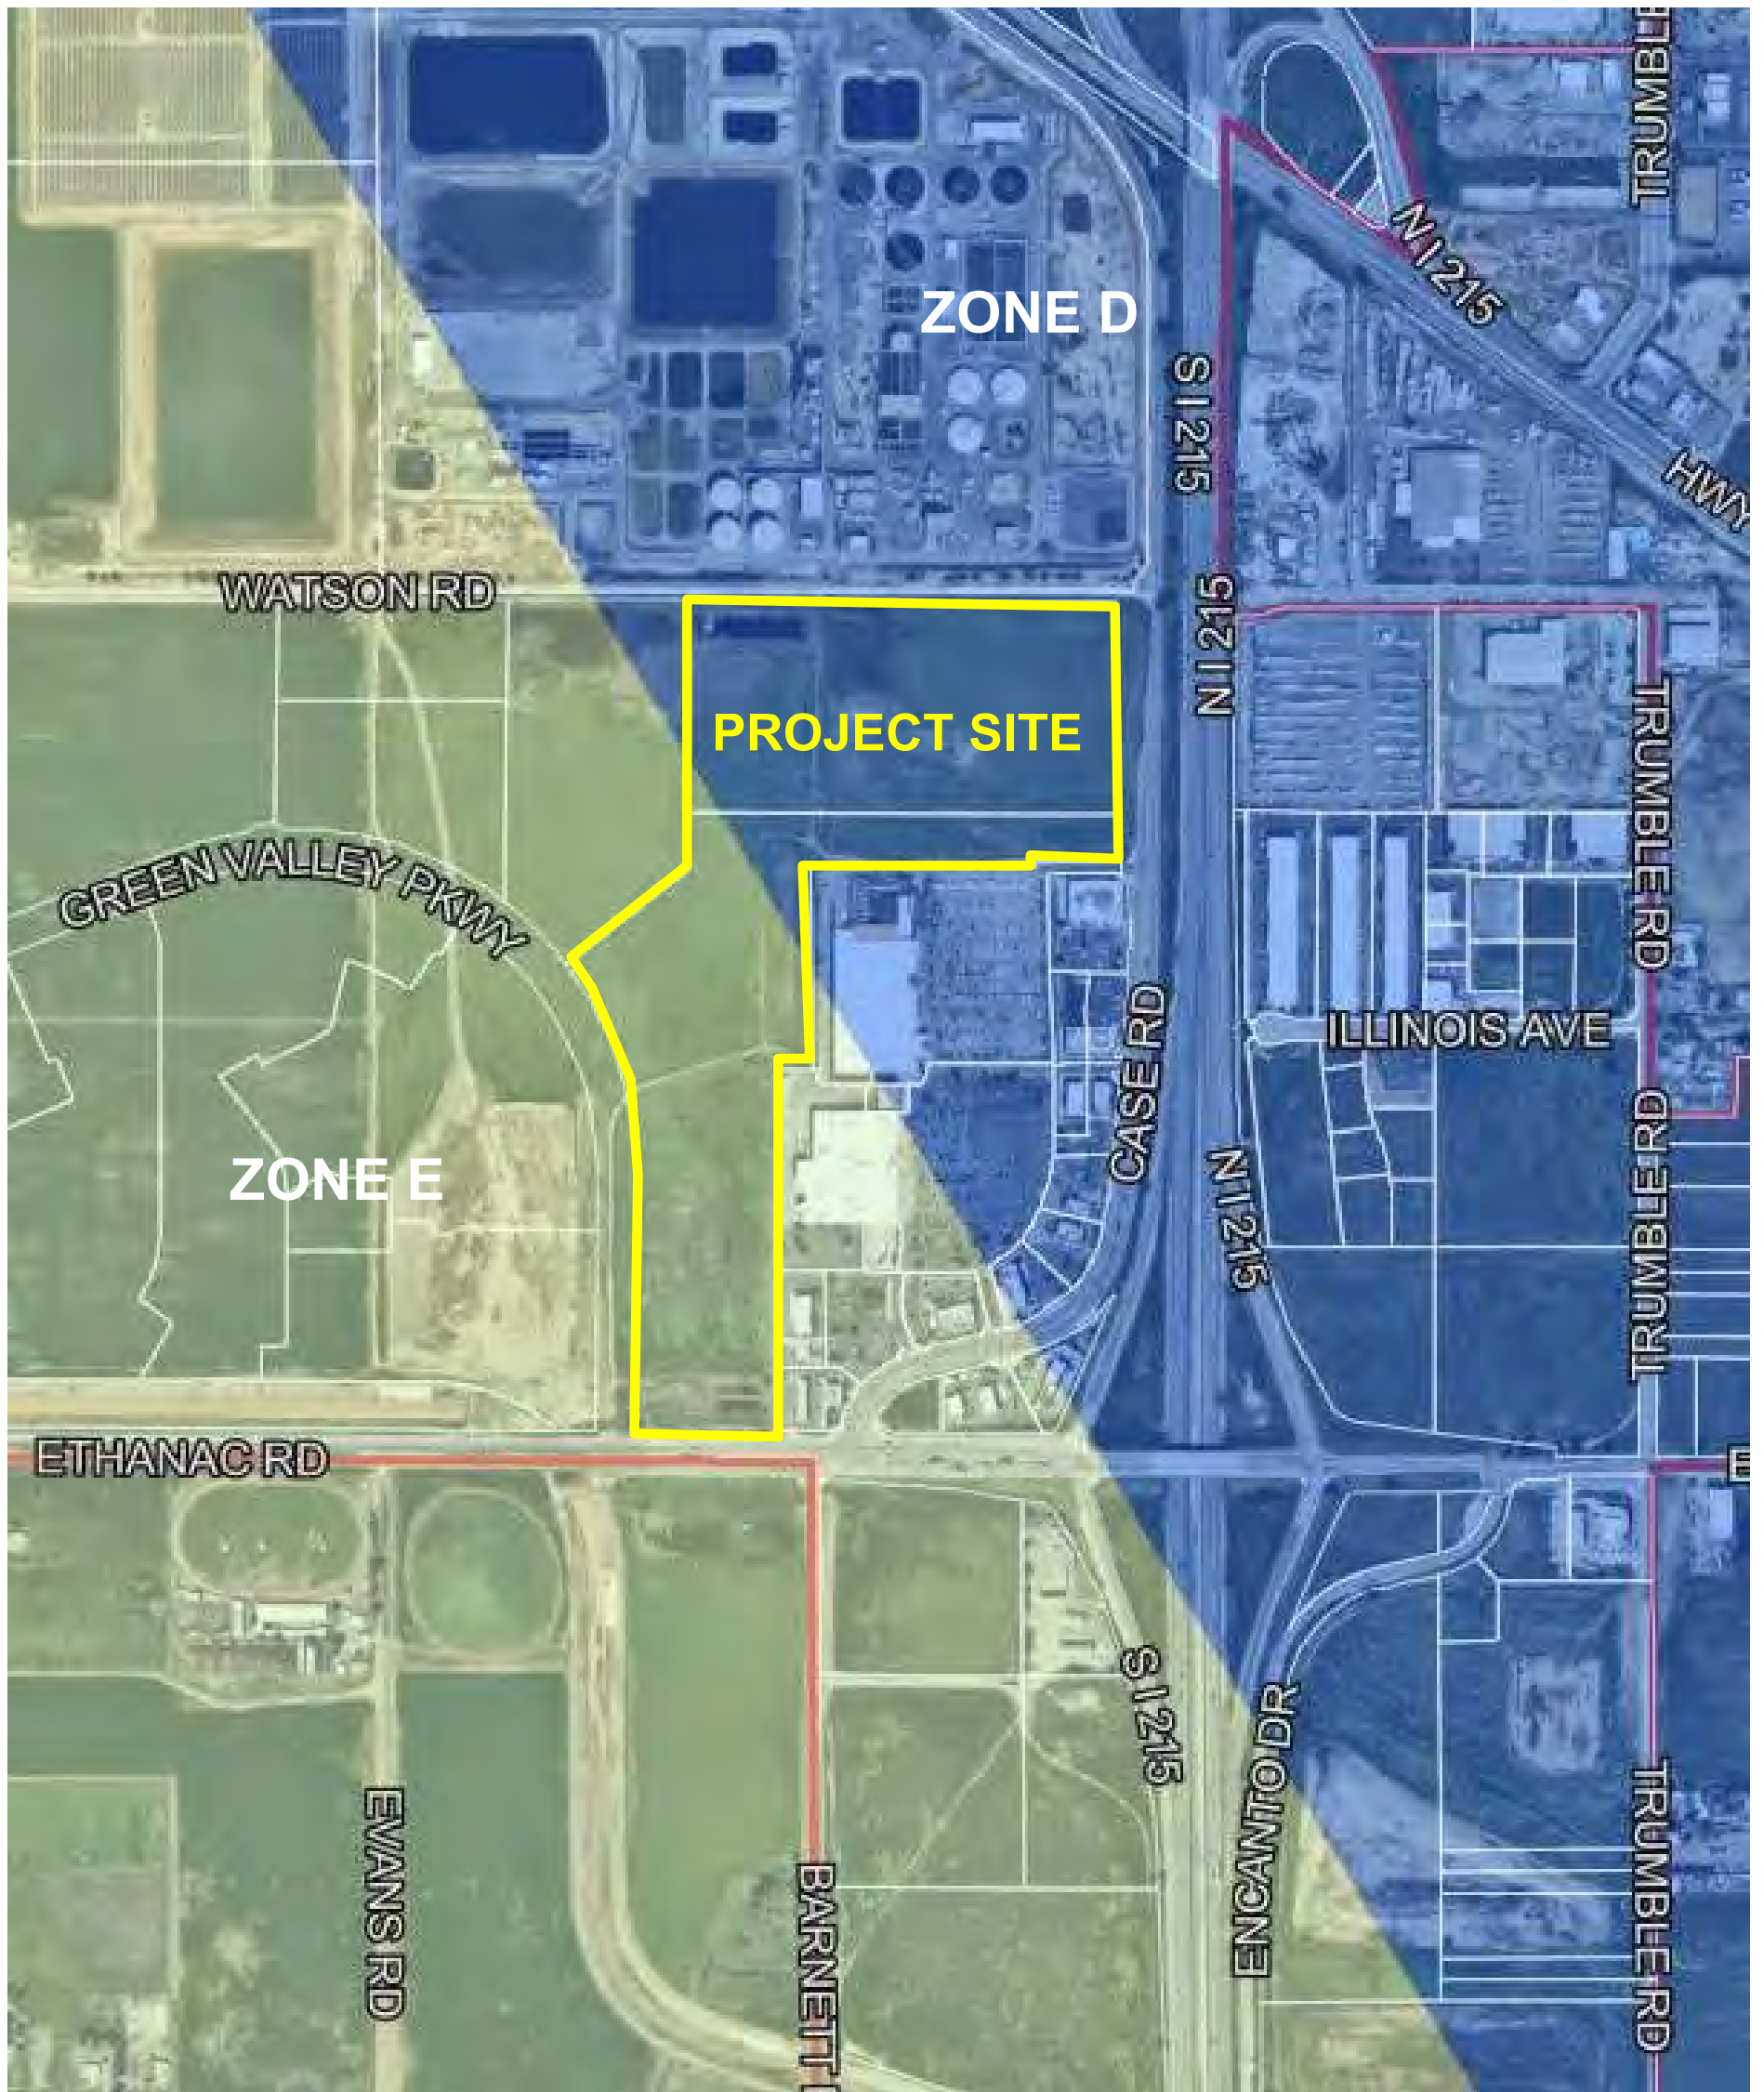 TRUMBLE
N I 215
ZONE D
S I 215
HWY
WATSON RD
N I 215
PROJECT SITE
TRUMBLE RD
GREEN VALLEY PKWY
ILLINOIS AVE
CASE RD
ZONE E
N I 215
TRUMBLE RD
ETHANAC RD
E
S I 215
ENCANTO DR
EVANS RD
TRUMBLE RD
BARNETT